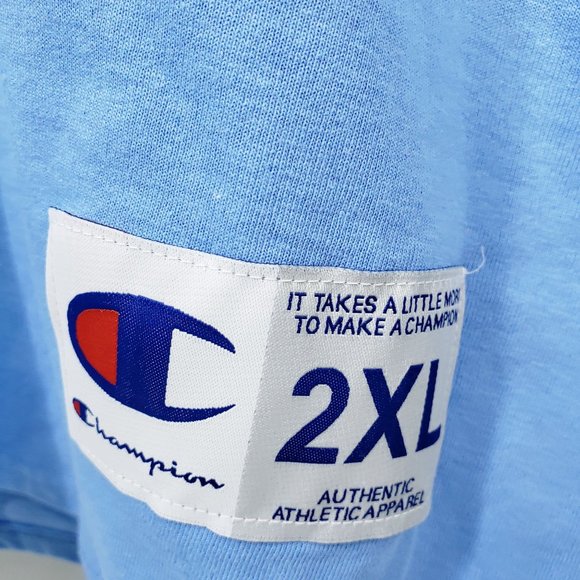 IT TAKES A LITTLE MORE
TO MAKE A CHAMPION
Champion
2XL
AUTHENTIC
ATHLETIC APPAREL